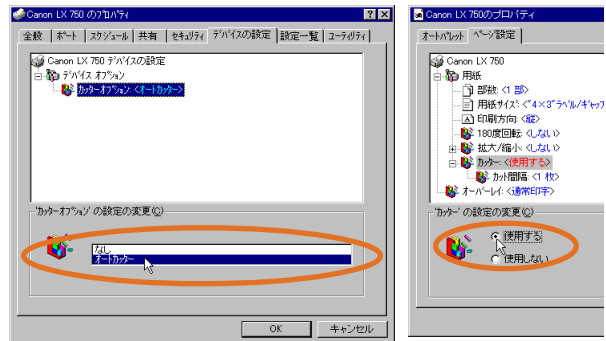 Canon LX 750 のプロパティ
全般 ポート スケジュール 共有 セキュリティ デバイスの設定 設定一覧 ユーティリティ
Canon LX 750 デバイスの設定
デバイス オプション
カッターオプション: <オートカッター>
'カッターオプション' の設定の変更(C)
なし
オートカッター
OK キャンセル
Canon LX 750のプロパティ
オートパレット ページ設定
Canon LX 750
用紙
部数: <1 部>
用紙サイズ: <"4×3"ラベル/ギャップ
印刷方向: <縦>
180度回転: <しない>
拡大/縮小: <しない>
カッター: <使用する>
カット間隔: <1 枚>
オーバーレイ: <通常印字>
'カッター' の設定の変更(C)
使用する
使用しない